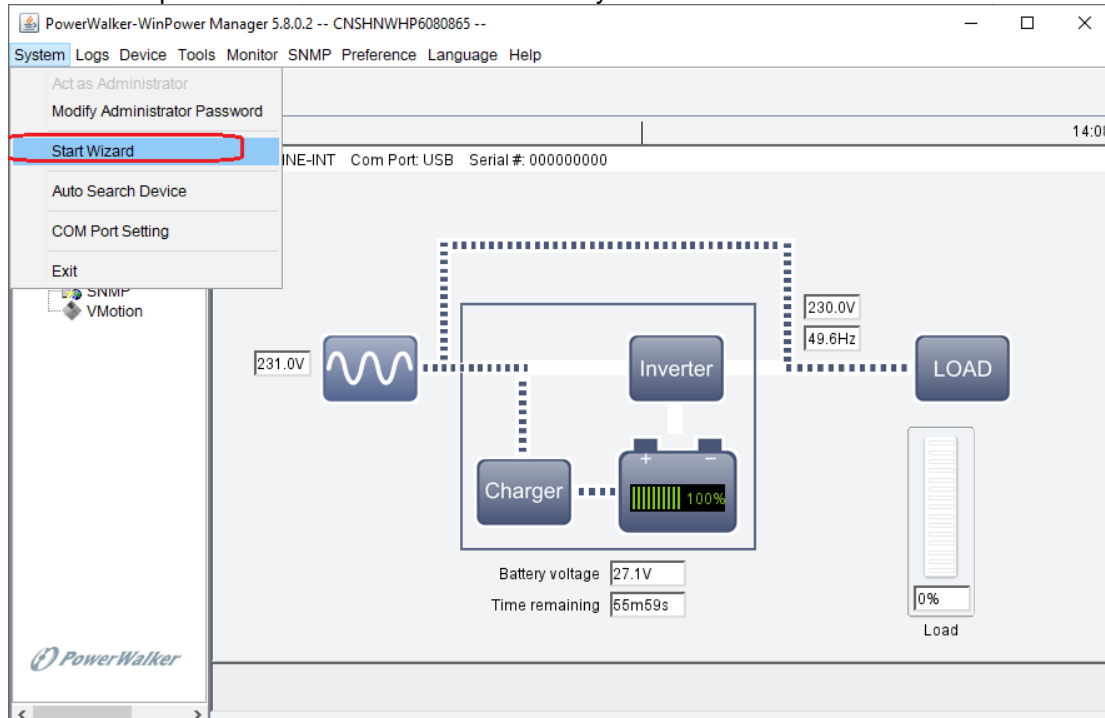 PowerWalker-WinPower Manager 5.8.0.2 -- CNSHNWHP6080865 --
System Logs Device Tools Monitor SNMP Preference Language Help
Act as Administrator
Modify Administrator Password
Start Wizard
Auto Search Device
COM Port Setting
Exit
14:08
INE-INT Com Port: USB Serial #: 000000000
SNMP
VMotion
230.0V
49.6Hz
231.0V
Inverter
LOAD
+ −
Charger
100%
Battery voltage 27.1V
Time remaining 55m59s
0%
Load
PowerWalker